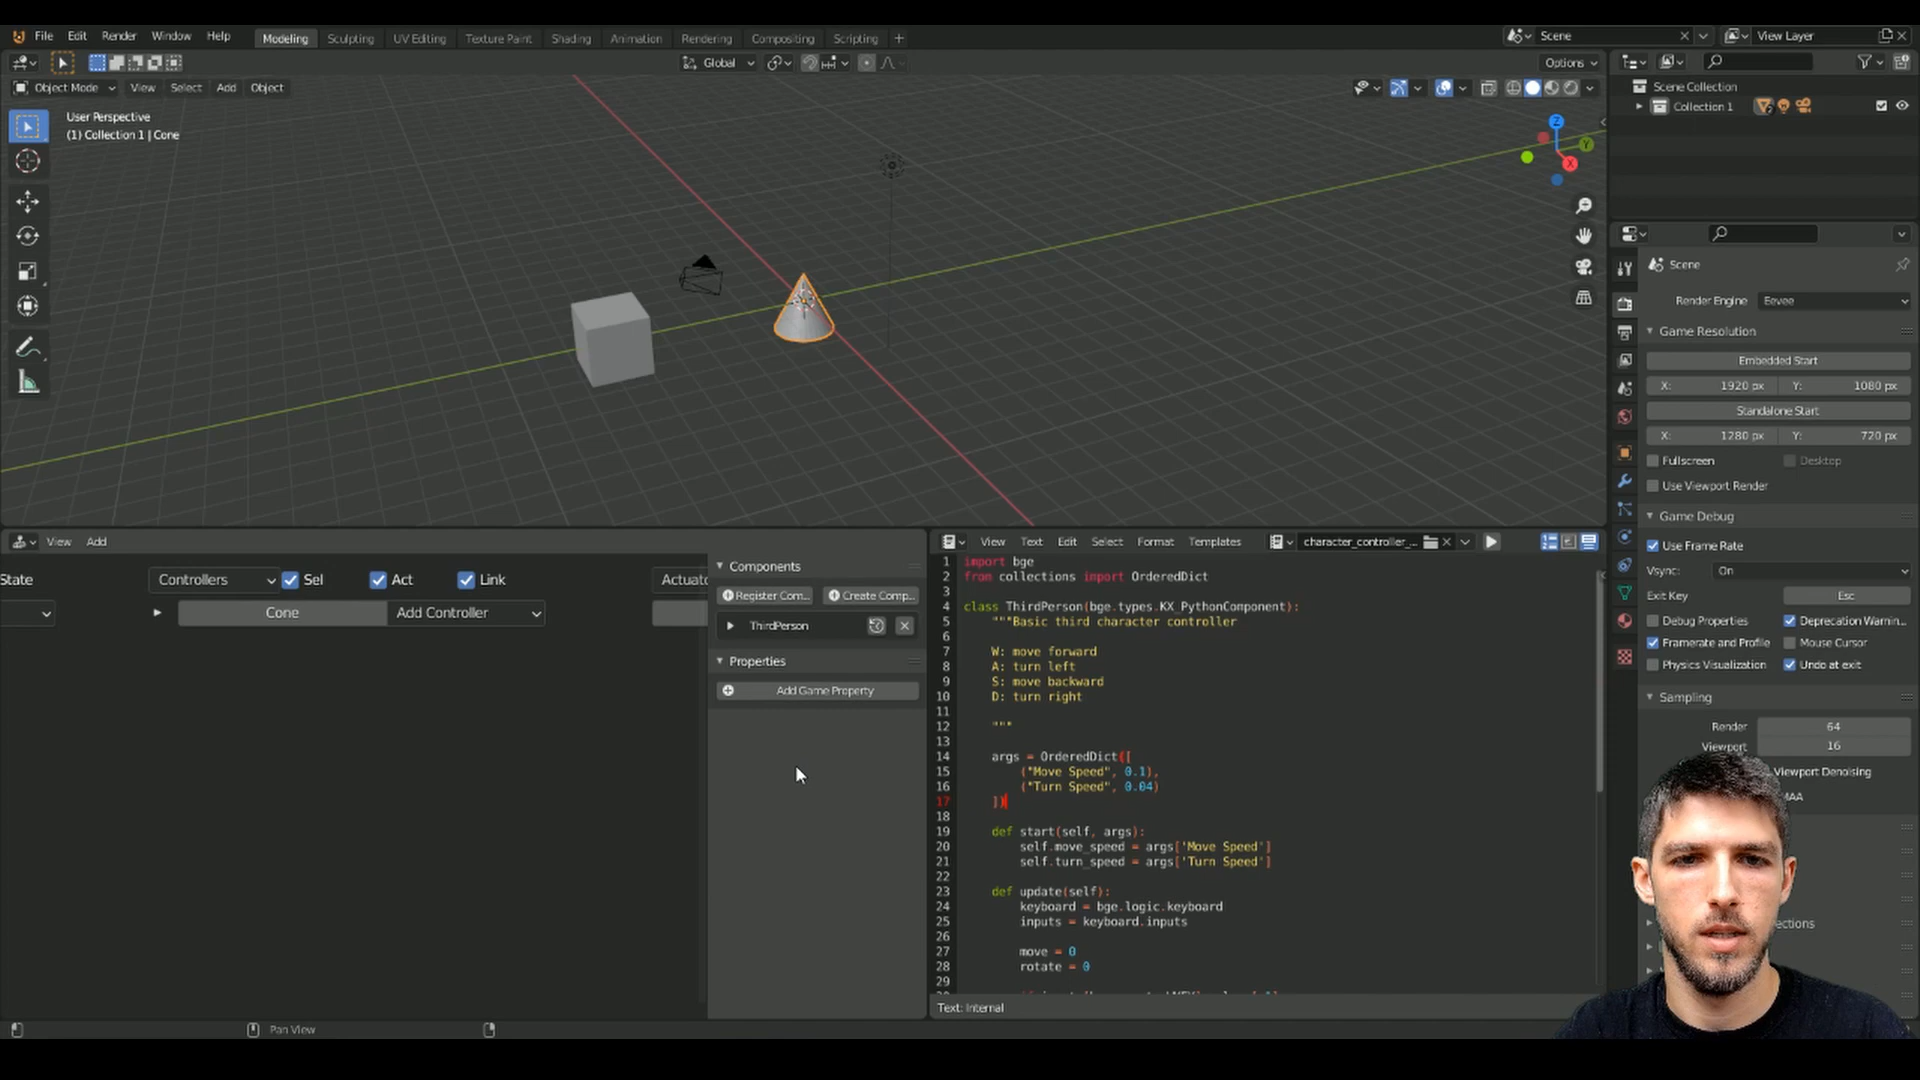 File Edit Render Window Help Modeling Sculpting UV Editing Texture Paint Shading Animation Rendering Compositing Scripting +
Scene
View Layer
Global
Options
Object Mode View Select Add Object
User Perspective
(1) Collection 1 | Cone
Z
Y
X
Scene Collection
Collection 1
Scene
Render Engine Eevee
Game Resolution
Embedded Start
X: 1920 px Y: 1080 px
Standalone Start
X: 1280 px Y: 720 px
Fullscreen Desktop
Use Viewport Render
Game Debug
Use Frame Rate
Vsync: On
Exit Key Esc
Debug Properties Deprecation Warnin...
Framerate and Profile Mouse Cursor
Physics Visualization Undo at exit
Sampling
Render 64
Viewport 16
Viewport Denoising
View Add
State Controllers Sel Act Link Actuato
Cone Add Controller
Components
Register Com... Create Comp...
ThirdPerson
Properties
Add Game Property
View Text Edit Select Format Templates character_controller_...
1 import bge
2 from collections import OrderedDict
3
4 class ThirdPerson(bge.types.KX_PythonComponent):
5 """Basic third character controller
6
7 W: move forward
8 A: turn left
9 S: move backward
10 D: turn right
11
12 """
13
14 args = OrderedDict([
15 ("Move Speed", 0.1),
16 ("Turn Speed", 0.04)
17 ])
18
19 def start(self, args):
20 self.move_speed = args['Move Speed']
21 self.turn_speed = args['Turn Speed']
22
23 def update(self):
24 keyboard = bge.logic.keyboard
25 inputs = keyboard.inputs
26
27 move = 0
28 rotate = 0
29
Text: Internal
Pan View